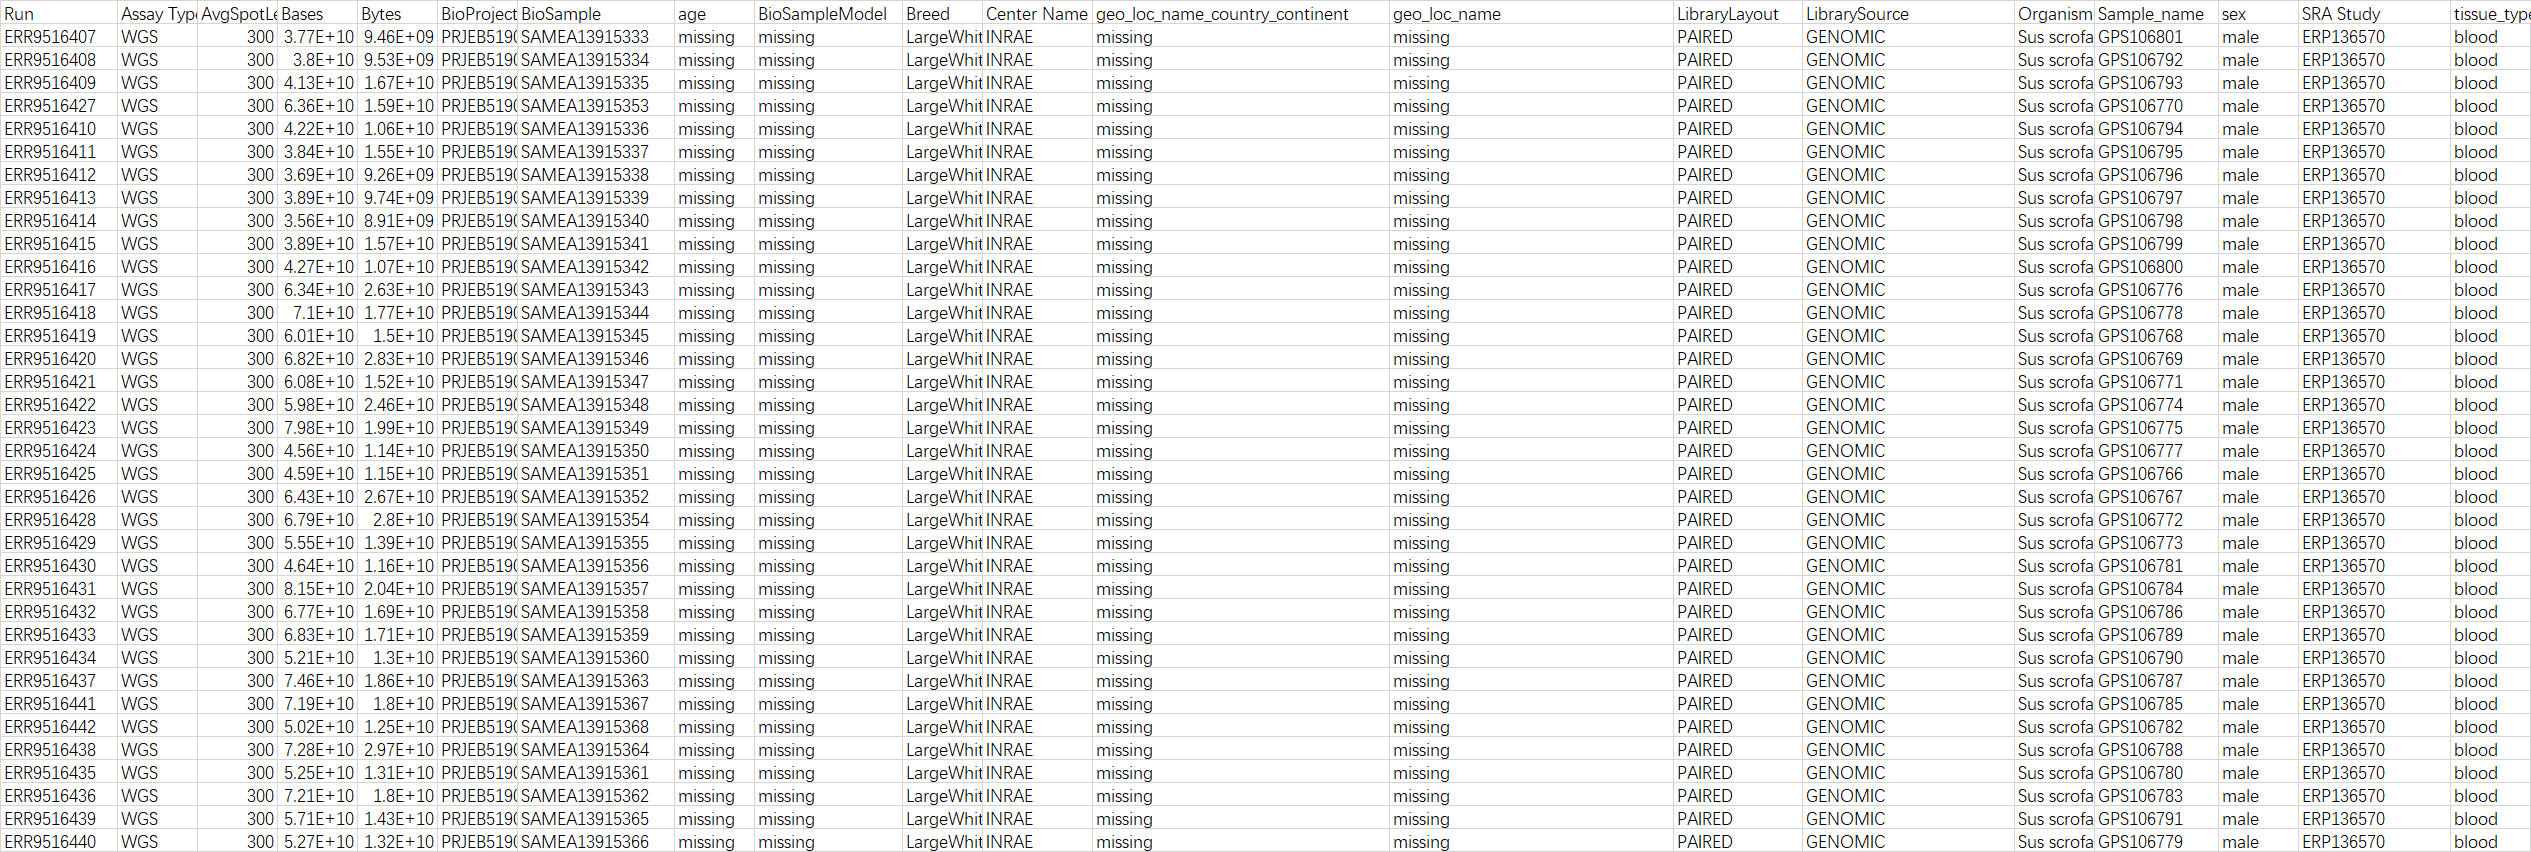 Run Assay Type AvgSpotLe Bases Bytes BioProject BioSample age BioSampleModel Breed Center Name geo_loc_name_country_continent geo_loc_name LibraryLayout LibrarySource Organism Sample_name sex SRA Study tissue_type
ERR9516407 WGS 300 3.77E+10 9.46E+09 PRJEB5190 SAMEA13915333 missing missing LargeWhit INRAE missing missing PAIRED GENOMIC Sus scrofa GPS106801 male ERP136570 blood
ERR9516408 WGS 300 3.8E+10 9.53E+09 PRJEB5190 SAMEA13915334 missing missing LargeWhit INRAE missing missing PAIRED GENOMIC Sus scrofa GPS106792 male ERP136570 blood
ERR9516409 WGS 300 4.13E+10 1.67E+10 PRJEB5190 SAMEA13915335 missing missing LargeWhit INRAE missing missing PAIRED GENOMIC Sus scrofa GPS106793 male ERP136570 blood
ERR9516427 WGS 300 6.36E+10 1.59E+10 PRJEB5190 SAMEA13915353 missing missing LargeWhit INRAE missing missing PAIRED GENOMIC Sus scrofa GPS106770 male ERP136570 blood
ERR9516410 WGS 300 4.22E+10 1.06E+10 PRJEB5190 SAMEA13915336 missing missing LargeWhit INRAE missing missing PAIRED GENOMIC Sus scrofa GPS106794 male ERP136570 blood
ERR9516411 WGS 300 3.84E+10 1.55E+10 PRJEB5190 SAMEA13915337 missing missing LargeWhit INRAE missing missing PAIRED GENOMIC Sus scrofa GPS106795 male ERP136570 blood
ERR9516412 WGS 300 3.69E+10 9.26E+09 PRJEB5190 SAMEA13915338 missing missing LargeWhit INRAE missing missing PAIRED GENOMIC Sus scrofa GPS106796 male ERP136570 blood
ERR9516413 WGS 300 3.89E+10 9.74E+09 PRJEB5190 SAMEA13915339 missing missing LargeWhit INRAE missing missing PAIRED GENOMIC Sus scrofa GPS106797 male ERP136570 blood
ERR9516414 WGS 300 3.56E+10 8.91E+09 PRJEB5190 SAMEA13915340 missing missing LargeWhit INRAE missing missing PAIRED GENOMIC Sus scrofa GPS106798 male ERP136570 blood
ERR9516415 WGS 300 3.89E+10 1.57E+10 PRJEB5190 SAMEA13915341 missing missing LargeWhit INRAE missing missing PAIRED GENOMIC Sus scrofa GPS106799 male ERP136570 blood
ERR9516416 WGS 300 4.27E+10 1.07E+10 PRJEB5190 SAMEA13915342 missing missing LargeWhit INRAE missing missing PAIRED GENOMIC Sus scrofa GPS106800 male ERP136570 blood
ERR9516417 WGS 300 6.34E+10 2.63E+10 PRJEB5190 SAMEA13915343 missing missing LargeWhit INRAE missing missing PAIRED GENOMIC Sus scrofa GPS106776 male ERP136570 blood
ERR9516418 WGS 300 7.1E+10 1.77E+10 PRJEB5190 SAMEA13915344 missing missing LargeWhit INRAE missing missing PAIRED GENOMIC Sus scrofa GPS106778 male ERP136570 blood
ERR9516419 WGS 300 6.01E+10 1.5E+10 PRJEB5190 SAMEA13915345 missing missing LargeWhit INRAE missing missing PAIRED GENOMIC Sus scrofa GPS106768 male ERP136570 blood
ERR9516420 WGS 300 6.82E+10 2.83E+10 PRJEB5190 SAMEA13915346 missing missing LargeWhit INRAE missing missing PAIRED GENOMIC Sus scrofa GPS106769 male ERP136570 blood
ERR9516421 WGS 300 6.08E+10 1.52E+10 PRJEB5190 SAMEA13915347 missing missing LargeWhit INRAE missing missing PAIRED GENOMIC Sus scrofa GPS106771 male ERP136570 blood
ERR9516422 WGS 300 5.98E+10 2.46E+10 PRJEB5190 SAMEA13915348 missing missing LargeWhit INRAE missing missing PAIRED GENOMIC Sus scrofa GPS106774 male ERP136570 blood
ERR9516423 WGS 300 7.98E+10 1.99E+10 PRJEB5190 SAMEA13915349 missing missing LargeWhit INRAE missing missing PAIRED GENOMIC Sus scrofa GPS106775 male ERP136570 blood
ERR9516424 WGS 300 4.56E+10 1.14E+10 PRJEB5190 SAMEA13915350 missing missing LargeWhit INRAE missing missing PAIRED GENOMIC Sus scrofa GPS106777 male ERP136570 blood
ERR9516425 WGS 300 4.59E+10 1.15E+10 PRJEB5190 SAMEA13915351 missing missing LargeWhit INRAE missing missing PAIRED GENOMIC Sus scrofa GPS106766 male ERP136570 blood
ERR9516426 WGS 300 6.43E+10 2.67E+10 PRJEB5190 SAMEA13915352 missing missing LargeWhit INRAE missing missing PAIRED GENOMIC Sus scrofa GPS106767 male ERP136570 blood
ERR9516428 WGS 300 6.79E+10 2.8E+10 PRJEB5190 SAMEA13915354 missing missing LargeWhit INRAE missing missing PAIRED GENOMIC Sus scrofa GPS106772 male ERP136570 blood
ERR9516429 WGS 300 5.55E+10 1.39E+10 PRJEB5190 SAMEA13915355 missing missing LargeWhit INRAE missing missing PAIRED GENOMIC Sus scrofa GPS106773 male ERP136570 blood
ERR9516430 WGS 300 4.64E+10 1.16E+10 PRJEB5190 SAMEA13915356 missing missing LargeWhit INRAE missing missing PAIRED GENOMIC Sus scrofa GPS106781 male ERP136570 blood
ERR9516431 WGS 300 8.15E+10 2.04E+10 PRJEB5190 SAMEA13915357 missing missing LargeWhit INRAE missing missing PAIRED GENOMIC Sus scrofa GPS106784 male ERP136570 blood
ERR9516432 WGS 300 6.77E+10 1.69E+10 PRJEB5190 SAMEA13915358 missing missing LargeWhit INRAE missing missing PAIRED GENOMIC Sus scrofa GPS106786 male ERP136570 blood
ERR9516433 WGS 300 6.83E+10 1.71E+10 PRJEB5190 SAMEA13915359 missing missing LargeWhit INRAE missing missing PAIRED GENOMIC Sus scrofa GPS106789 male ERP136570 blood
ERR9516434 WGS 300 5.21E+10 1.3E+10 PRJEB5190 SAMEA13915360 missing missing LargeWhit INRAE missing missing PAIRED GENOMIC Sus scrofa GPS106790 male ERP136570 blood
ERR9516437 WGS 300 7.46E+10 1.86E+10 PRJEB5190 SAMEA13915363 missing missing LargeWhit INRAE missing missing PAIRED GENOMIC Sus scrofa GPS106787 male ERP136570 blood
ERR9516441 WGS 300 7.19E+10 1.8E+10 PRJEB5190 SAMEA13915367 missing missing LargeWhit INRAE missing missing PAIRED GENOMIC Sus scrofa GPS106785 male ERP136570 blood
ERR9516442 WGS 300 5.02E+10 1.25E+10 PRJEB5190 SAMEA13915368 missing missing LargeWhit INRAE missing missing PAIRED GENOMIC Sus scrofa GPS106782 male ERP136570 blood
ERR9516438 WGS 300 7.28E+10 2.97E+10 PRJEB5190 SAMEA13915364 missing missing LargeWhit INRAE missing missing PAIRED GENOMIC Sus scrofa GPS106788 male ERP136570 blood
ERR9516435 WGS 300 5.25E+10 1.31E+10 PRJEB5190 SAMEA13915361 missing missing LargeWhit INRAE missing missing PAIRED GENOMIC Sus scrofa GPS106780 male ERP136570 blood
ERR9516436 WGS 300 7.21E+10 1.8E+10 PRJEB5190 SAMEA13915362 missing missing LargeWhit INRAE missing missing PAIRED GENOMIC Sus scrofa GPS106783 male ERP136570 blood
ERR9516439 WGS 300 5.71E+10 1.43E+10 PRJEB5190 SAMEA13915365 missing missing LargeWhit INRAE missing missing PAIRED GENOMIC Sus scrofa GPS106791 male ERP136570 blood
ERR9516440 WGS 300 5.27E+10 1.32E+10 PRJEB5190 SAMEA13915366 missing missing LargeWhit INRAE missing missing PAIRED GENOMIC Sus scrofa GPS106779 male ERP136570 blood